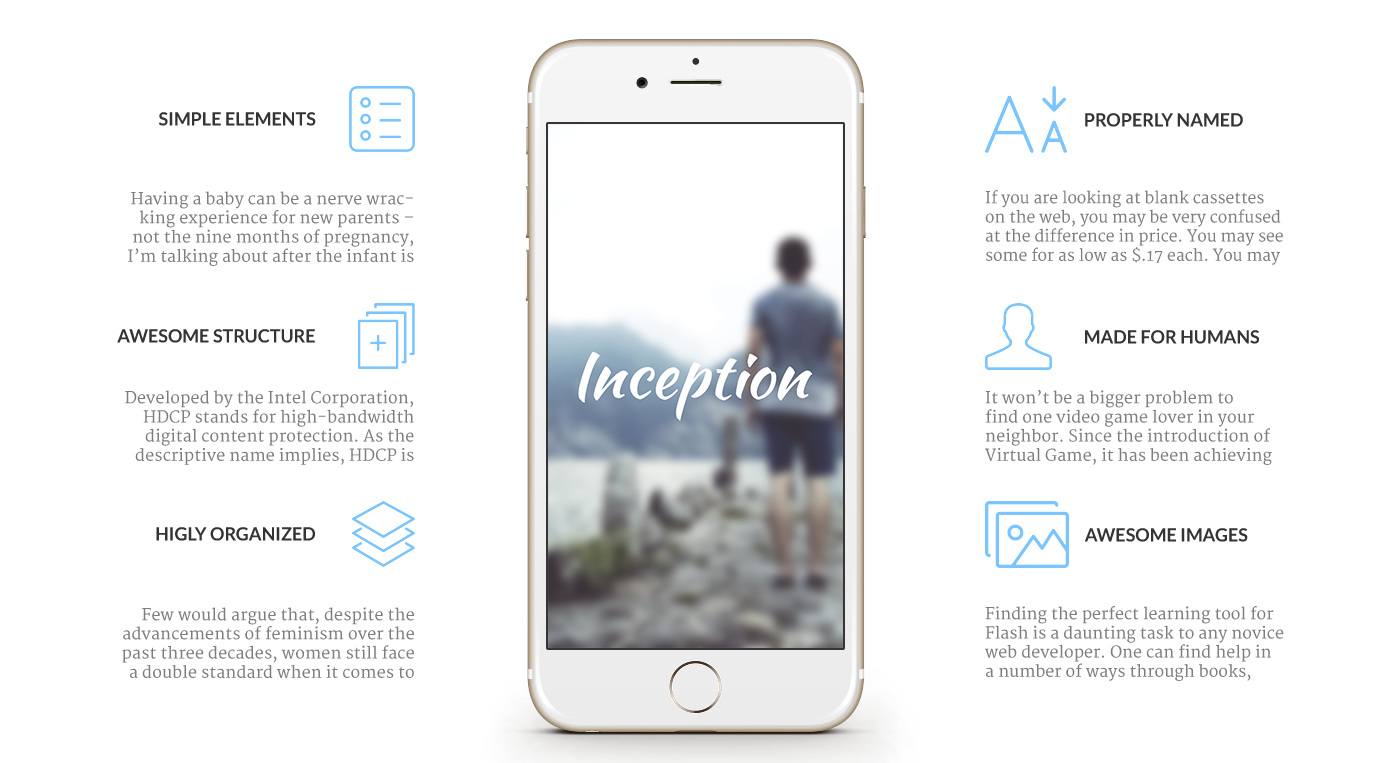 SIMPLE ELEMENTS
Having a baby can be a nerve wrac-
king experience for new parents –
not the nine months of pregnancy,
I'm talking about after the infant is
AWESOME STRUCTURE
Developed by the Intel Corporation,
HDCP stands for high-bandwidth
digital content protection. As the
descriptive name implies, HDCP is
HIGLY ORGANIZED
Few would argue that, despite the
advancements of feminism over the
past three decades, women still face
a double standard when it comes to
Inception
PROPERLY NAMED
If you are looking at blank cassettes
on the web, you may be very confused
at the difference in price. You may see
some for as low as $.17 each. You may
MADE FOR HUMANS
It won't be a bigger problem to
find one video game lover in your
neighbor. Since the introduction of
Virtual Game, it has been achieving
AWESOME IMAGES
Finding the perfect learning tool for
Flash is a daunting task to any novice
web developer. One can find help in
a number of ways through books,